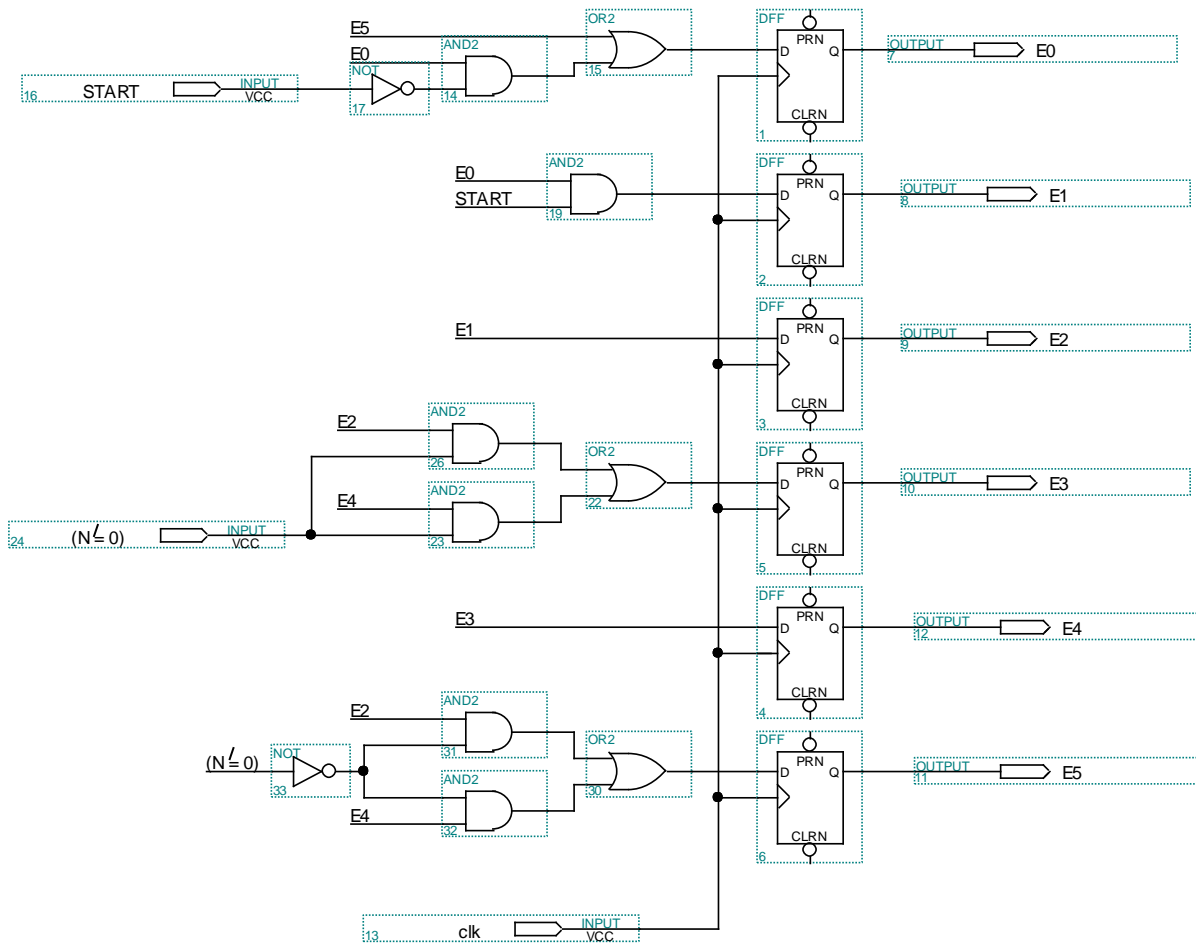 E5
OR2
DFF
PRN
D
Q
OUTPUT
7
E0
E0
AND2
15
NOT
16
START
INPUT
VCC
17
14
CLRN
1
AND2
DFF
PRN
E0
D
Q
OUTPUT
8
E1
START
19
CLRN
2
DFF
PRN
E1
D
Q
OUTPUT
9
E2
CLRN
3
AND2
E2
26
OR2
DFF
PRN
D
Q
OUTPUT
10
E3
AND2
E4
22
24
(N≠0)
INPUT
VCC
23
CLRN
5
DFF
PRN
E3
D
Q
OUTPUT
12
E4
CLRN
4
AND2
E2
31
OR2
DFF
PRN
(N≠0)
NOT
33
D
Q
OUTPUT
11
E5
AND2
30
E4
32
CLRN
6
13
clk
INPUT
VCC